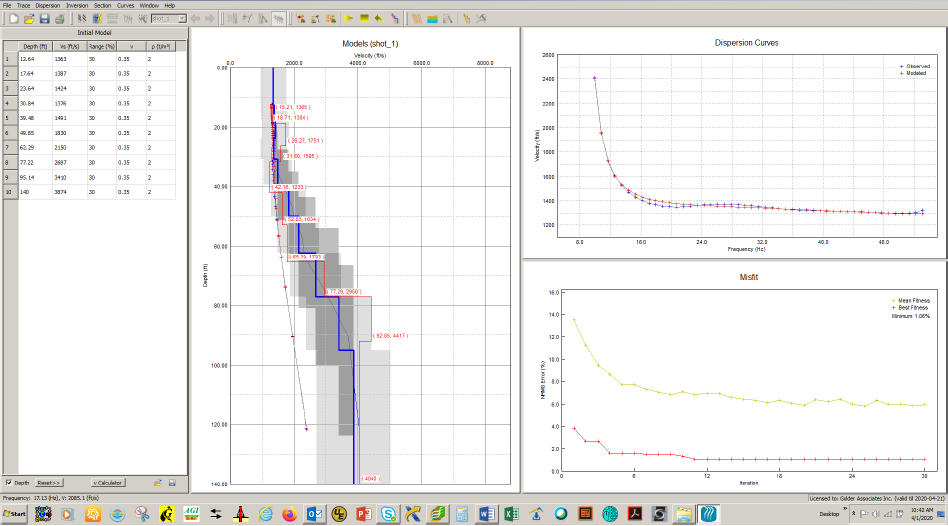 File Trace Dispersion Inversion Section Curves Window Help
shot_1
Initial Model
Depth (ft) Vs (ft/s) Range (%) v ρ (t/m³)
1 12.64 1363 30 0.35 2
2 17.64 1387 30 0.35 2
3 23.64 1424 30 0.35 2
4 30.84 1376 30 0.35 2
5 39.48 1491 30 0.35 2
6 49.85 1830 30 0.35 2
7 62.29 2150 30 0.35 2
8 77.22 2687 30 0.35 2
9 95.14 3410 30 0.35 2
10 140 3874 30 0.35 2
Depth Reset>> v Calculator
Models (shot_1)
Velocity (ft/s)
0.0 2000.0 4000.0 6000.0 8000.0
Depth (ft)
0.00
20.00
40.00
60.00
80.00
100.00
120.00
140.00
( 15.21, 1365 )
( 18.71, 1384 )
( 26.27, 1751 )
( 31.60, 1595 )
( 42.16, 1233 )
( 52.83, 1634 )
( 65.39, 1793 )
( 77.29, 2950 )
( 92.05, 4417 )
( 4040 )
Dispersion Curves
Observed
Modeled
Velocity (ft/s)
2600
2400
2200
2000
1800
1600
1400
1200
8.0 16.0 24.0 32.0 40.0 48.0
Frequency (Hz)
Misfit
Mean Fitness
Best Fitness
Minimum 1.06%
NRMS Error (%)
16.0
14.0
12.0
10.0
8.0
6.0
4.0
2.0
0.0
0 6 12 18 24 30
Iteration
Frequency: 17.13 (Hz), V: 2085.1 (ft/s)
Licensed to: Golder Associates Inc. (valid till 2020-04-21)
Start
AGI
Desktop
10:42 AM
4/1/2020